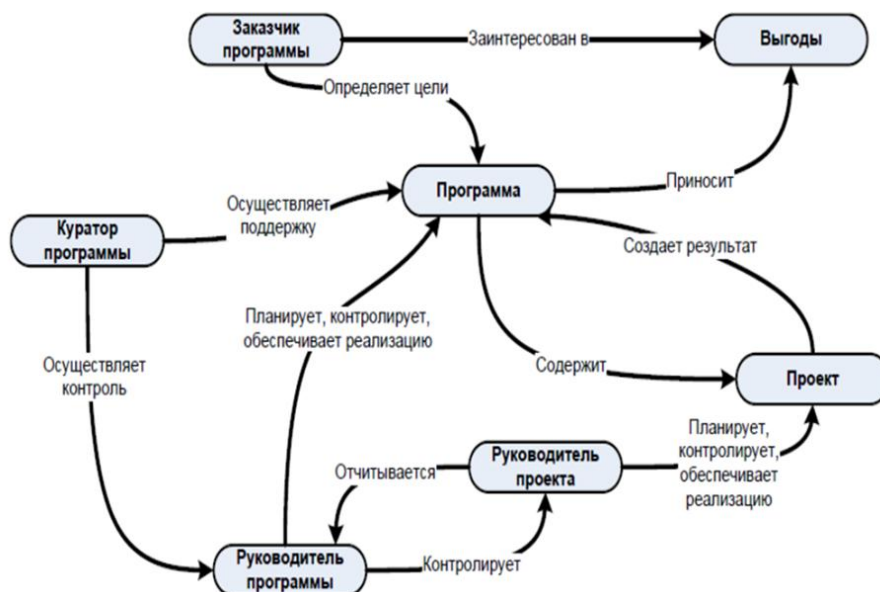 Заказчик
программы
Заинтересован в
Выгоды
Определяет цели
Программа
Приносит
Осуществляет
поддержку
Куратор
программы
Создает результат
Планирует, контролирует,
обеспечивает реализацию
Осуществляет
контроль
Содержит
Проект
Планирует,
контролирует,
обеспечивает
реализацию
Руководитель
проекта
Отчитывается
Руководитель
программы
Контролирует